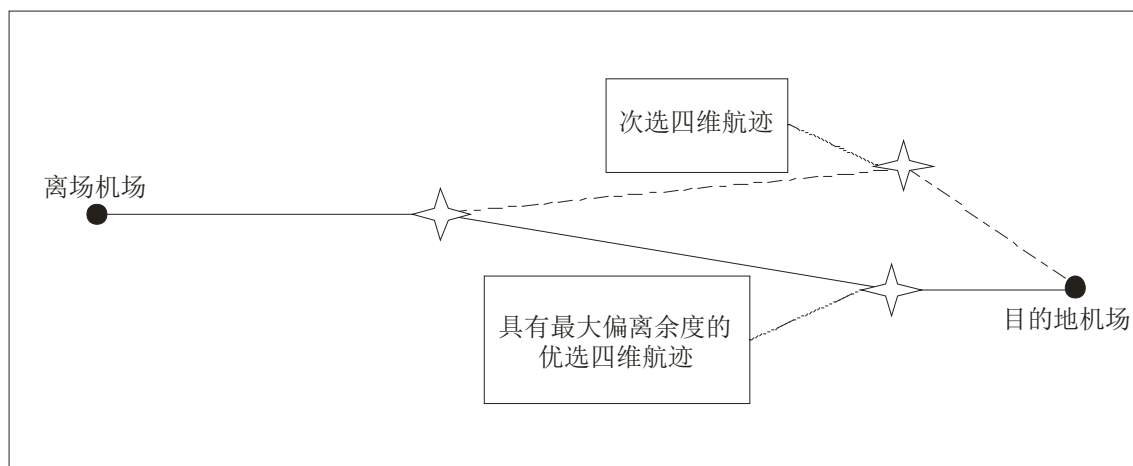 次选四维航迹
离场机场
具有最大偏离余度的
优选四维航迹
目的地机场